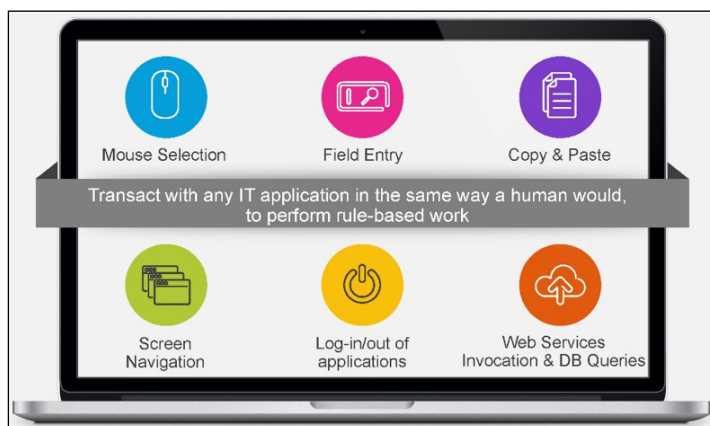 Mouse Selection
Field Entry
Copy & Paste
Transact with any IT application in the same way a human would,
to perform rule-based work
Screen
Navigation
Log-in/out of
applications
Web Services
Invocation & DB Queries